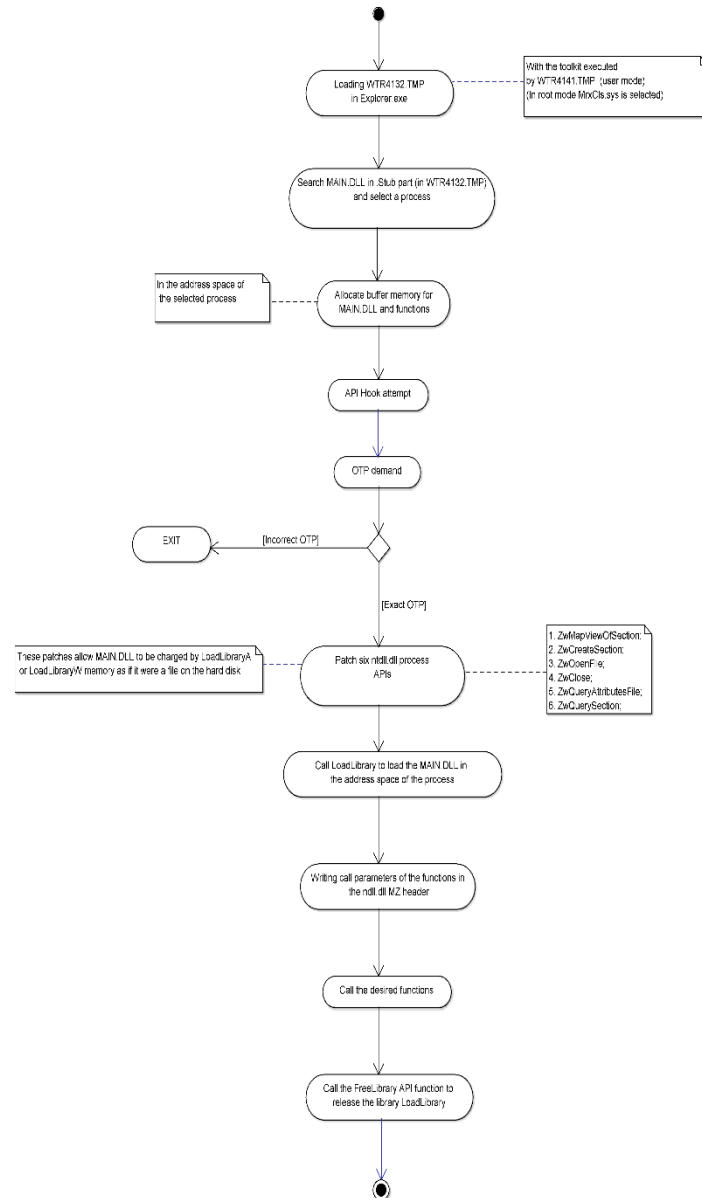 Loading WTR4132.TMP
in Explorer.exe
With the toolkit executed
by WTR4141.TMP (user mode)
(In root mode MrxCls.sys is selected)
Search MAIN.DLL in .Stub part (in WTR4132.TMP)
and select a process
In the address space of
the selected process
Allocate buffer memory for
MAIN.DLL and functions
API Hook attempt
OTP demand
EXIT
[Incorrect OTP]
[Exact OTP]
These patches allow MAIN.DLL to be charged by LoadLibraryA
or LoadLibraryW memory as if it were a file on the hard disk
Patch six ntdll.dll process
APIs
1. ZwMapViewOfSection;
2. ZwCreateSection;
3. ZwOpenFile;
4. ZwClose;
5. ZwQueryAttributesFile;
6. ZwQuerySection;
Call LoadLibrary to load the MAIN.DLL in
the address space of the process
Writing call parameters of the functions in
the ndll.dll MZ header
Call the desired functions
Call the FreeLibrary API function to
release the library LoadLibrary